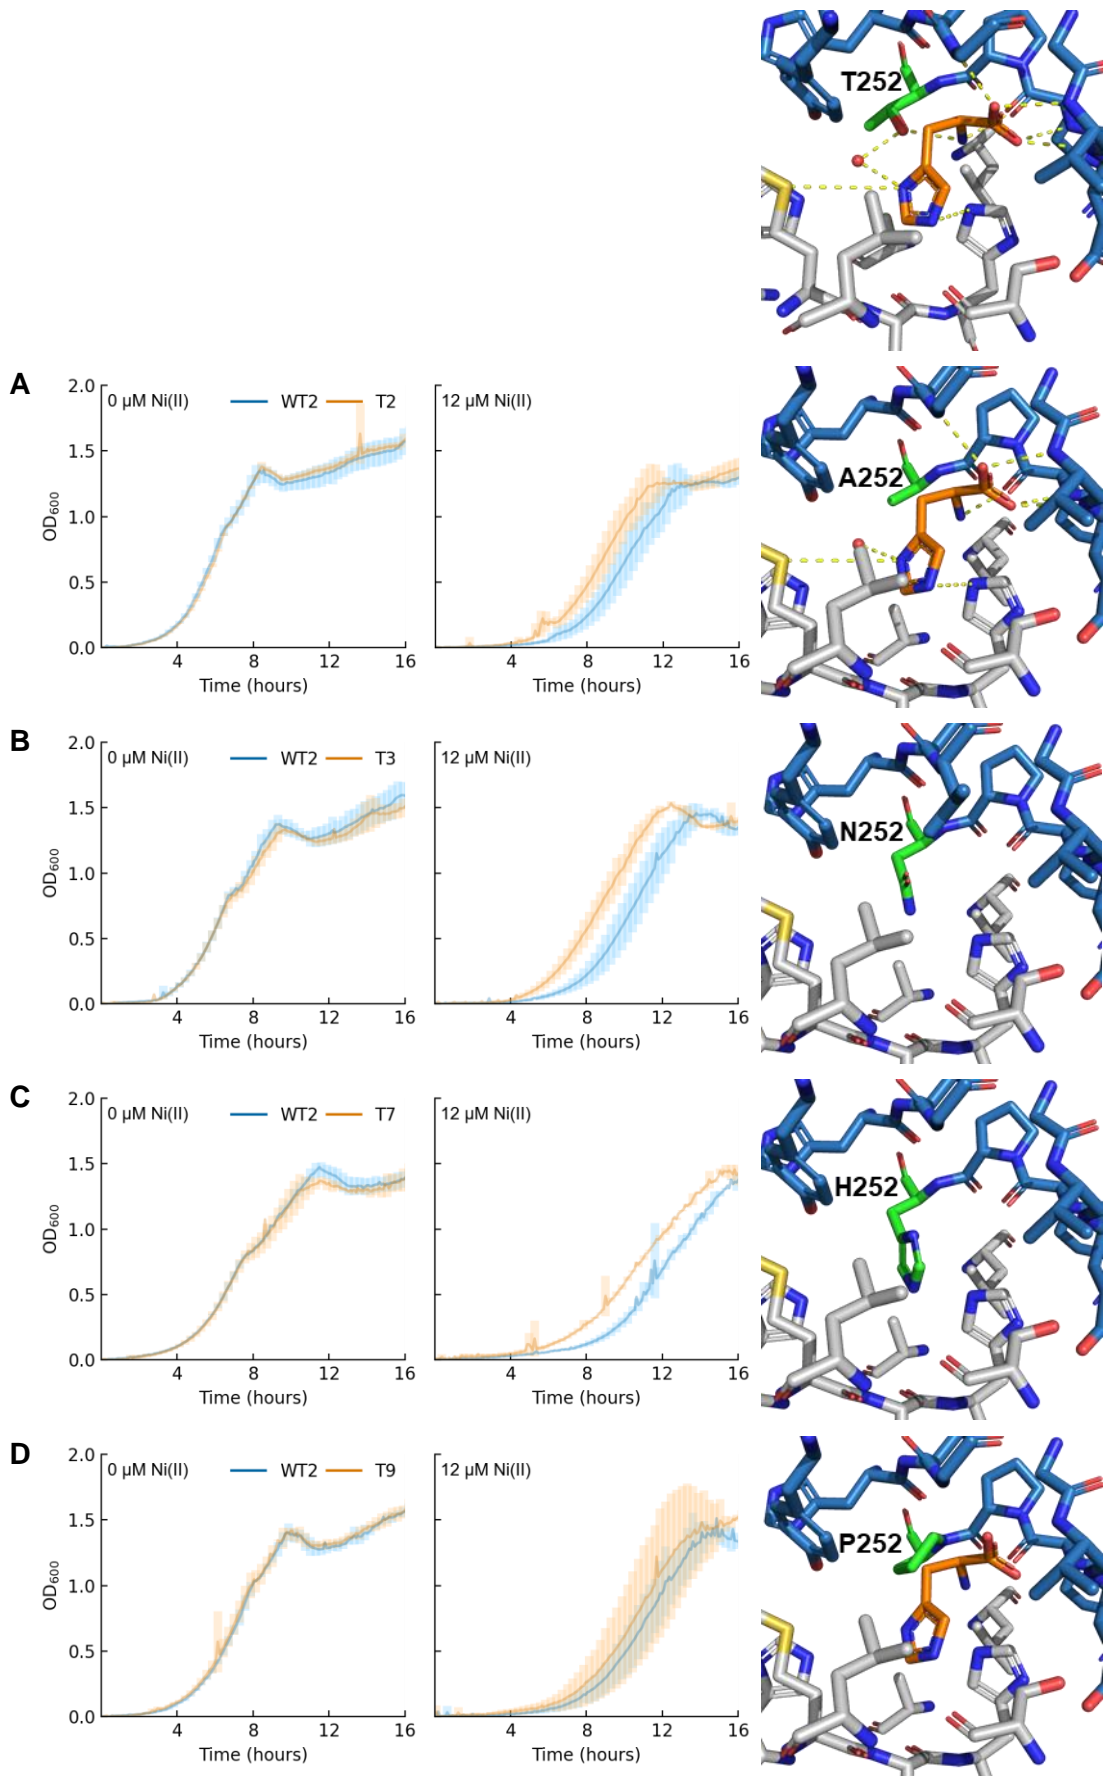 T252
A
2.0
1.5
1.0
0.5
0.0
OD600
0 µM Ni(II)
WT2
T2
4
8
12
16
Time (hours)
12 µM Ni(II)
4
8
12
16
Time (hours)
A252
B
2.0
1.5
1.0
0.5
0.0
OD600
0 µM Ni(II)
WT2
T3
4
8
12
16
Time (hours)
12 µM Ni(II)
4
8
12
16
Time (hours)
N252
C
2.0
1.5
1.0
0.5
0.0
OD600
0 µM Ni(II)
WT2
T7
4
8
12
16
Time (hours)
12 µM Ni(II)
4
8
12
16
Time (hours)
H252
D
2.0
1.5
1.0
0.5
0.0
OD600
0 µM Ni(II)
WT2
T9
4
8
12
16
Time (hours)
12 µM Ni(II)
4
8
12
16
Time (hours)
P252